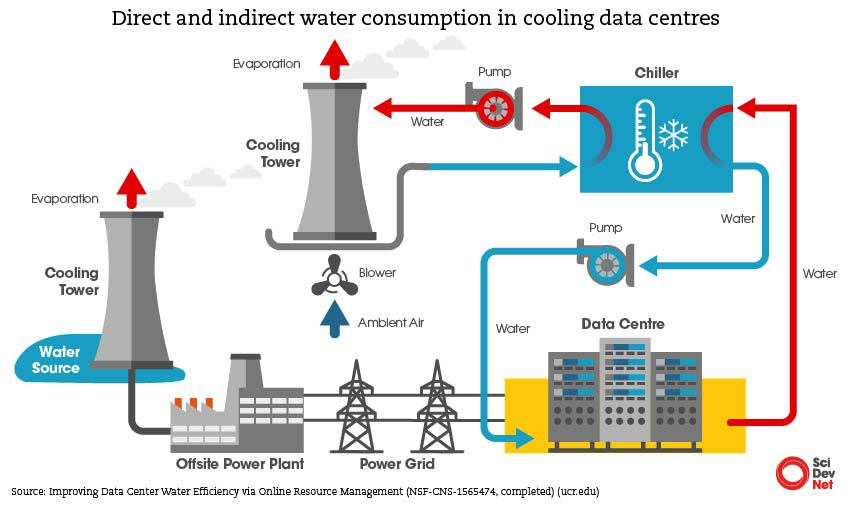 Direct and indirect water consumption in cooling data centres
Evaporation
Pump
Chiller
Water
Cooling
Tower
Evaporation
Water
Pump
Cooling
Tower
Blower
Water
Ambient Air
Water
Data Centre
Water
Source
Offsite Power Plant
Power Grid
Sci
Dev
Net
Source: Improving Data Center Water Efficiency via Online Resource Management (NSF-CNS-1565474, completed) (ucr.edu)